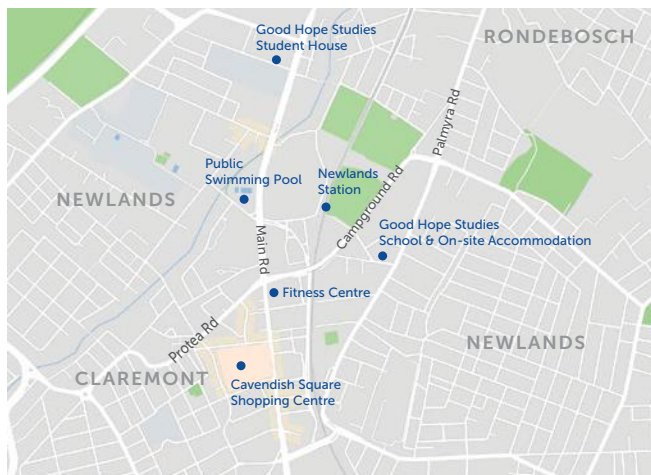 Good Hope Studies
Student House
RONDEBOSCH
Palmyra Rd
Public
Swimming Pool
Newlands
Station
NEWLANDS
Campground Rd
Good Hope Studies
School & On-site Accommodation
Main Rd
Fitness Centre
Protea Rd
NEWLANDS
CLAREMONT
Cavendish Square
Shopping Centre